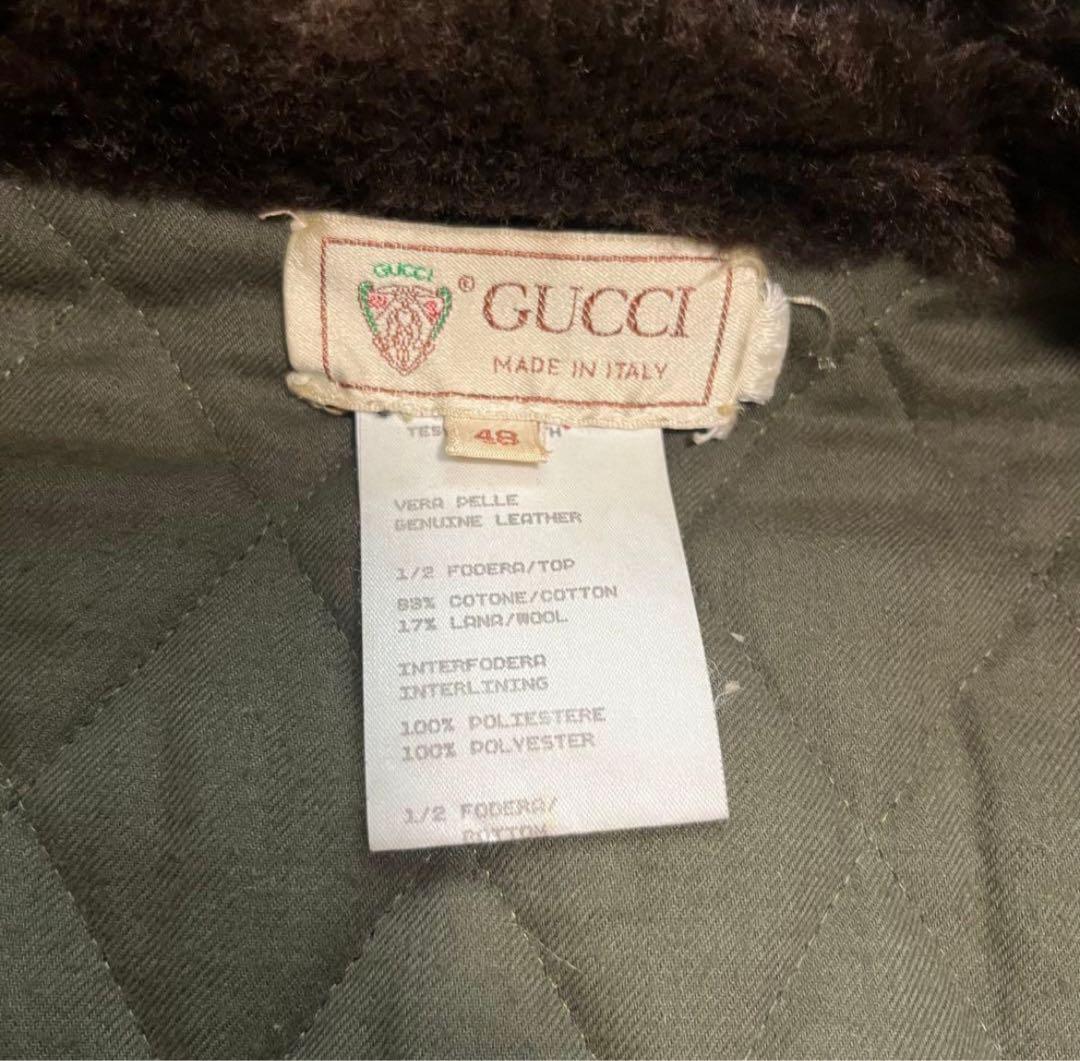 GUCCI
® GUCCI
MADE IN ITALY
48
VERA PELLE
GENUINE LEATHER
1/2 FODERA/TOP
83% COTONE/COTTON
17% LANA/WOOL
INTERFODERA
INTERLINING
100% POLIESTERE
100% POLYESTER
1/2 FODERA/
BOTTOM